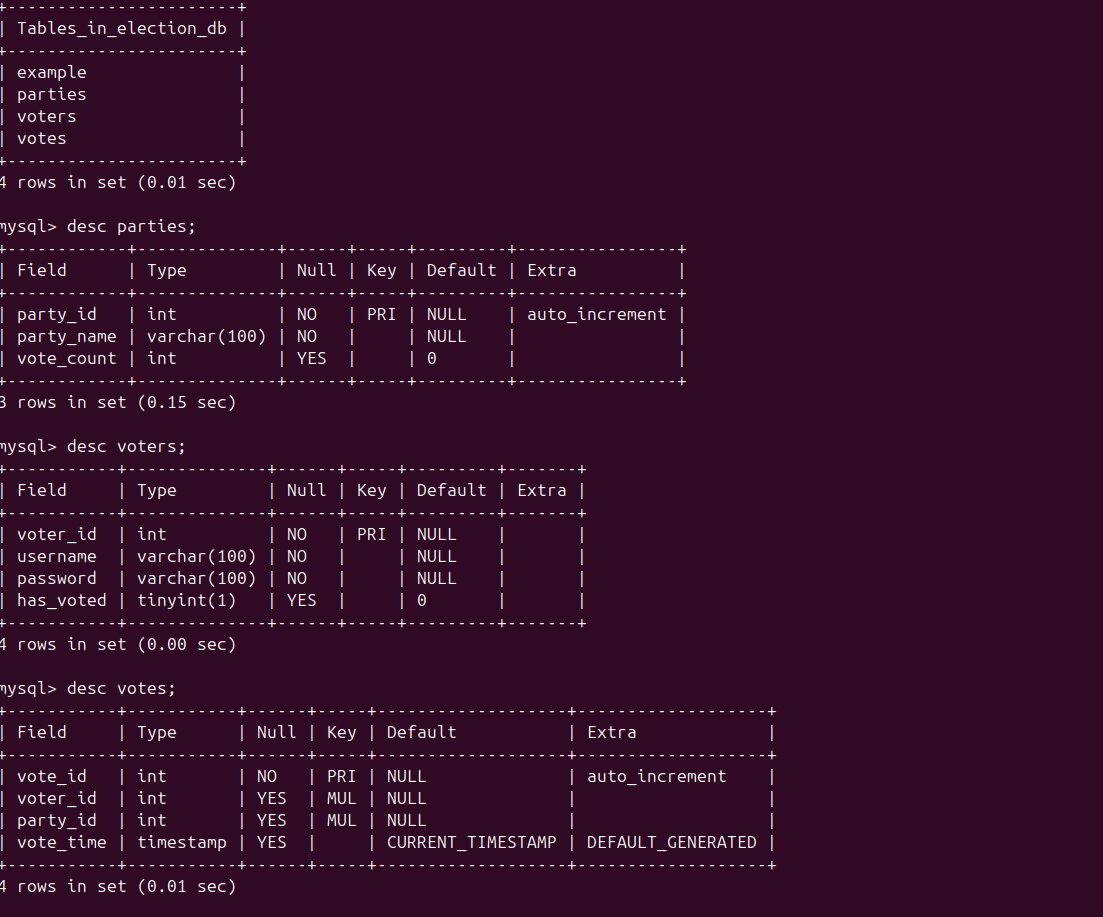 +-----------------------+
| Tables_in_election_db |
+-----------------------+
| example               |
| parties               |
| voters                |
| votes                 |
+-----------------------+
4 rows in set (0.01 sec)

mysql> desc parties;
+------------+--------------+------+-----+---------+----------------+
| Field      | Type         | Null | Key | Default | Extra          |
+------------+--------------+------+-----+---------+----------------+
| party_id   | int          | NO   | PRI | NULL    | auto_increment |
| party_name | varchar(100) | NO   |     | NULL    |                |
| vote_count | int          | YES  |     | 0       |                |
+------------+--------------+------+-----+---------+----------------+
3 rows in set (0.15 sec)

mysql> desc voters;
+-----------+--------------+------+-----+---------+-------+
| Field     | Type         | Null | Key | Default | Extra |
+-----------+--------------+------+-----+---------+-------+
| voter_id  | int          | NO   | PRI | NULL    |       |
| username  | varchar(100) | NO   |     | NULL    |       |
| password  | varchar(100) | NO   |     | NULL    |       |
| has_voted | tinyint(1)   | YES  |     | 0       |       |
+-----------+--------------+------+-----+---------+-------+
4 rows in set (0.00 sec)

mysql> desc votes;
+-----------+-----------+------+-----+-------------------+-------------------+
| Field     | Type      | Null | Key | Default           | Extra             |
+-----------+-----------+------+-----+-------------------+-------------------+
| vote_id   | int       | NO   | PRI | NULL              | auto_increment    |
| voter_id  | int       | YES  | MUL | NULL              |                   |
| party_id  | int       | YES  | MUL | NULL              |                   |
| vote_time | timestamp | YES  |     | CURRENT_TIMESTAMP | DEFAULT_GENERATED |
+-----------+-----------+------+-----+-------------------+-------------------+
4 rows in set (0.01 sec)